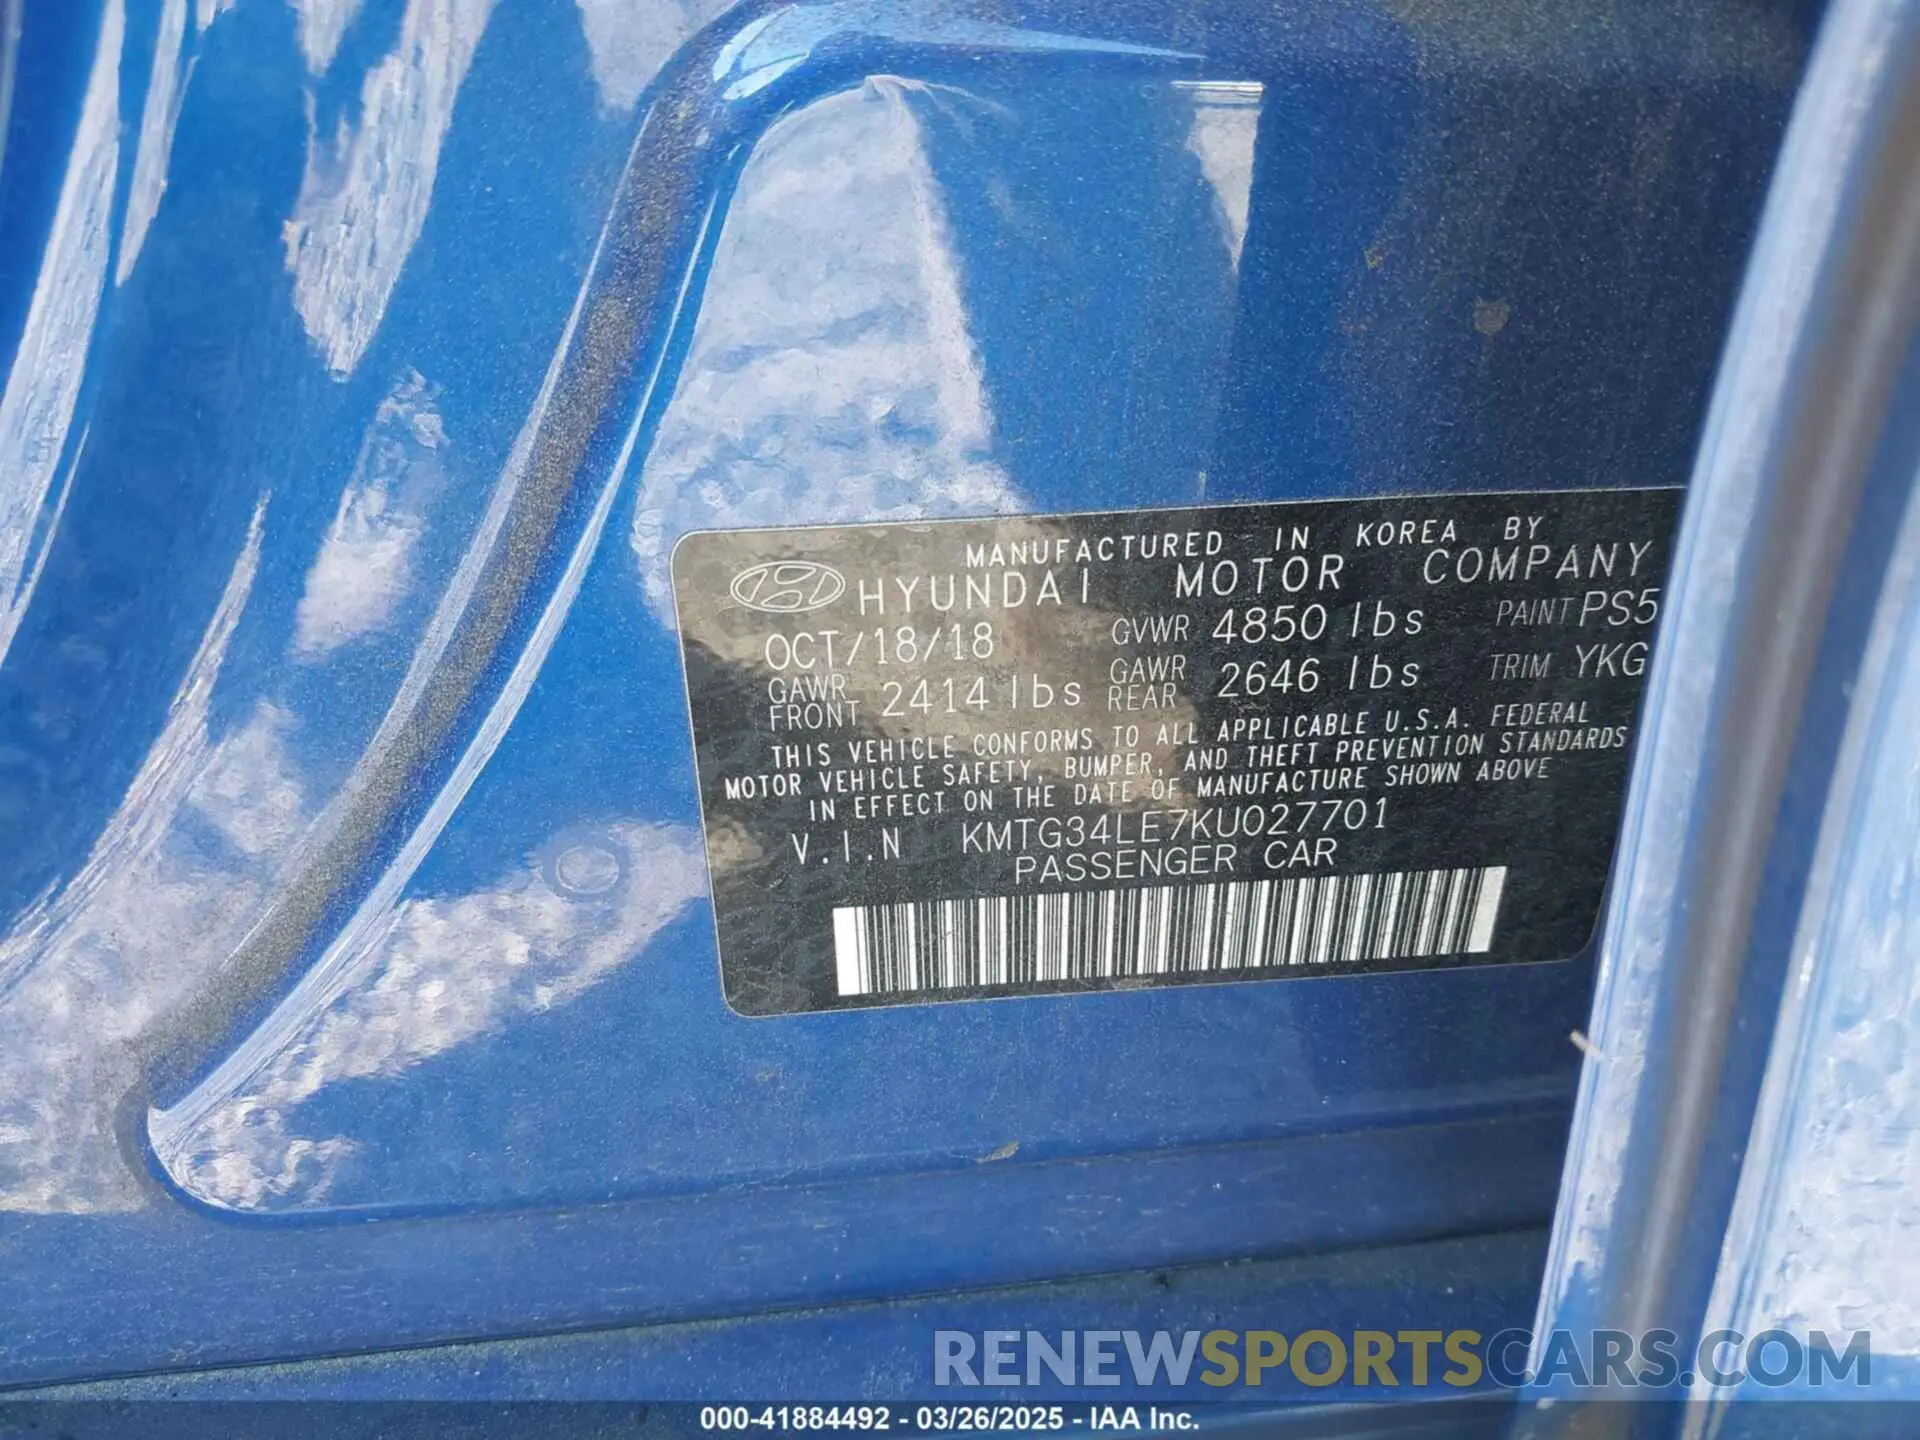 MANUFACTURED IN KOREA BY
HYUNDAI MOTOR COMPANY
OCT/18/18 GVWR 4850 lbs PAINT PS5
GAWR FRONT 2414 lbs GAWR REAR 2646 lbs TRIM YKG
THIS VEHICLE CONFORMS TO ALL APPLICABLE U.S.A. FEDERAL
MOTOR VEHICLE SAFETY, BUMPER, AND THEFT PREVENTION STANDARDS
IN EFFECT ON THE DATE OF MANUFACTURE SHOWN ABOVE
V.I.N KMTG34LE7KU027701
PASSENGER CAR
RENEWSPORTSCARS.COM
000-41884492 - 03/26/2025 - IAA Inc.